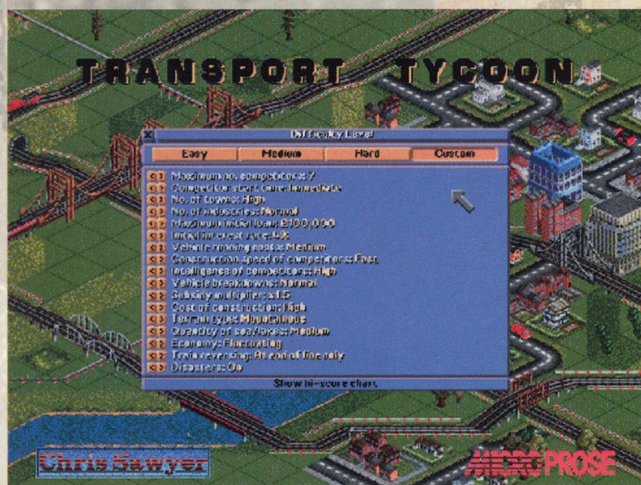 TRANSPORT TYCOON
Difficulty Level
Easy Medium Hard Custom
Maximum no. competitors: 7
Competitor start time: Immediate
No. of towns: High
No. of industries: Normal
Maximum initial loan: £100,000
Initial interest rate: 4%
Vehicle running costs: Medium
Construction speed of competitors: Fast
Intelligence of competitors: High
Vehicle breakdowns: Normal
Subsidy multiplier: x1.5
Cost of construction: High
Terrain type: Mountainous
Quantity of sea/lakes: Medium
Economy: Fluctuating
Train reversing: At end of line only
Disasters: On
Show hi-score chart
Chris Sawyer
MICROPROSE